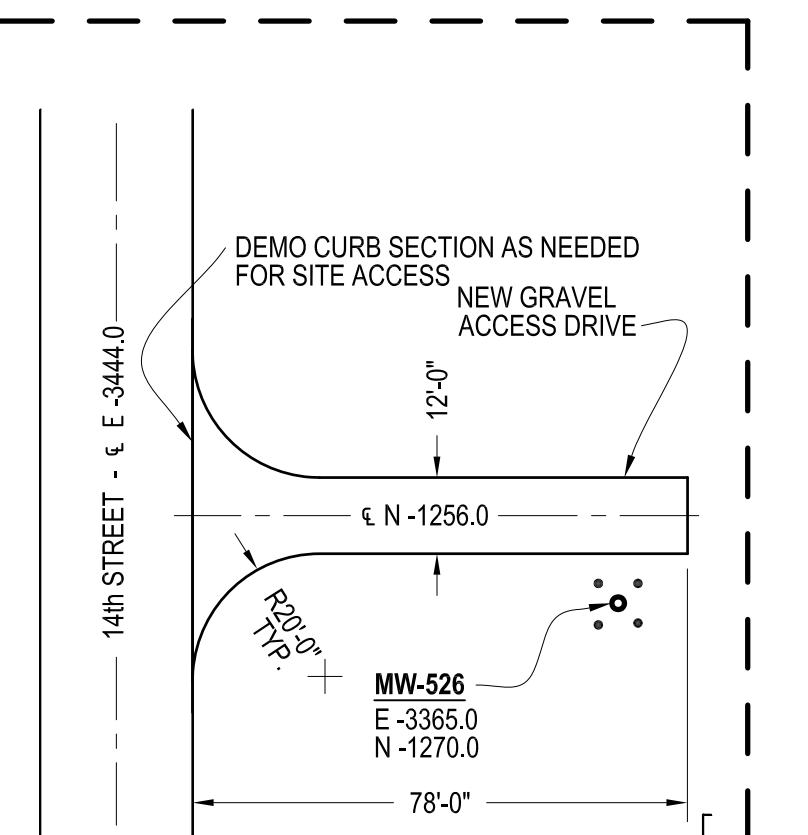 DEMO CURB SECTION AS NEEDED
FOR SITE ACCESS
NEW GRAVEL
ACCESS DRIVE
14th STREET - ℄ E -3444.0
12'-0"
℄ N -1256.0
R20'-0"
TYP.
MW-526
E -3365.0
N -1270.0
78'-0"